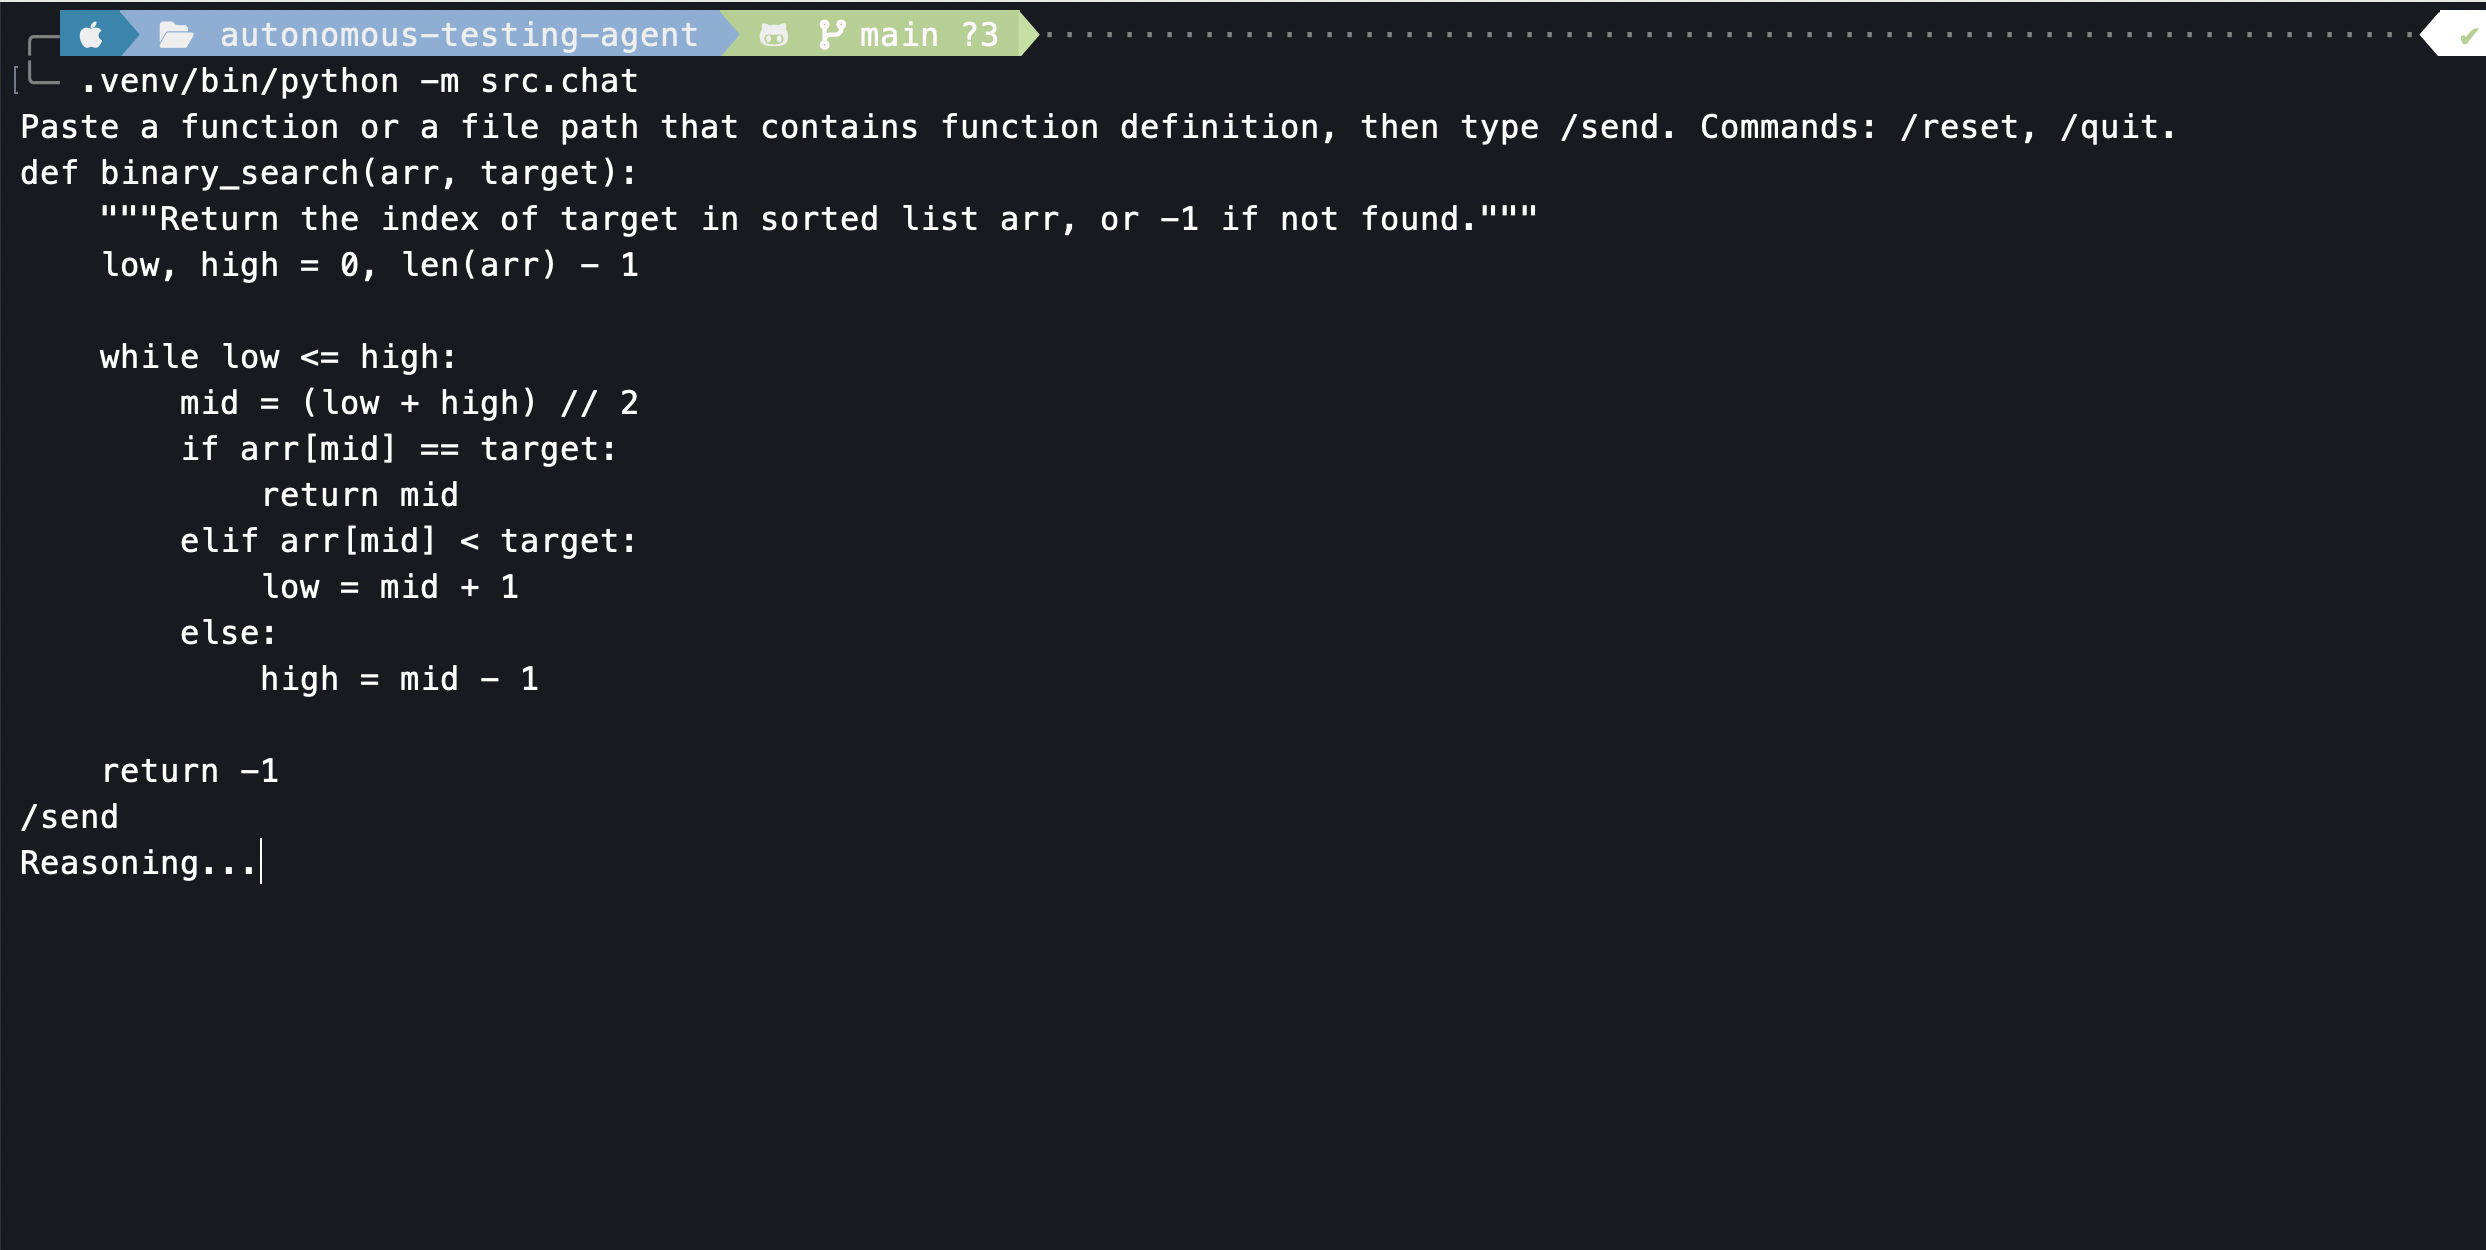 autonomous-testing-agent main ?3 ✔
.venv/bin/python -m src.chat
Paste a function or a file path that contains function definition, then type /send. Commands: /reset, /quit.
def binary_search(arr, target):
    """Return the index of target in sorted list arr, or -1 if not found."""
    low, high = 0, len(arr) - 1

    while low <= high:
        mid = (low + high) // 2
        if arr[mid] == target:
            return mid
        elif arr[mid] < target:
            low = mid + 1
        else:
            high = mid - 1

    return -1
/send
Reasoning...